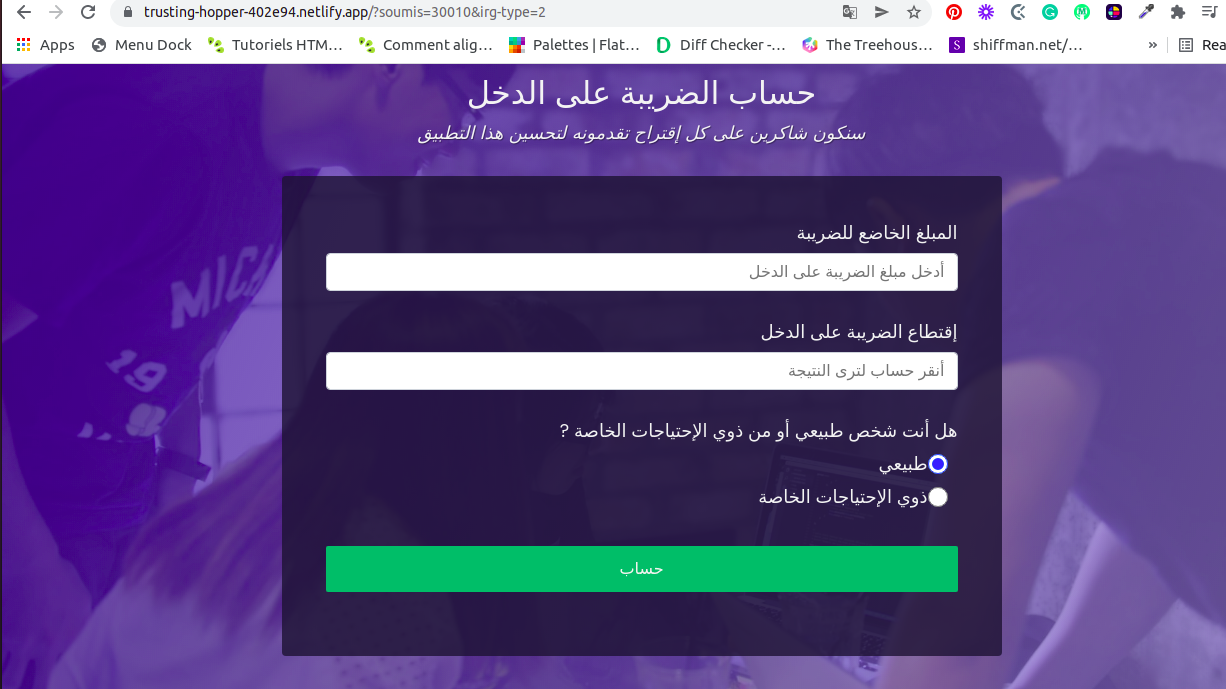 trusting-hopper-402e94.netlify.app/?soumis=30010&irg-type=2
Apps Menu Dock Tutoriels HTM... Comment alig... Palettes | Flat... Diff Checker -... The Treehous... shiffman.net/... » Rea
حساب الضريبة على الدخل
سنكون شاكرين على كل إقتراح تقدمونه لتحسين هذا التطبيق
المبلغ الخاضع للضريبة
أدخل مبلغ الضريبة على الدخل
إقتطاع الضريبة على الدخل
أنقر حساب لترى النتيجة
هل أنت شخص طبيعي أو من ذوي الإحتياجات الخاصة ?
طبيعي
ذوي الإحتياجات الخاصة
حساب
MICH
19